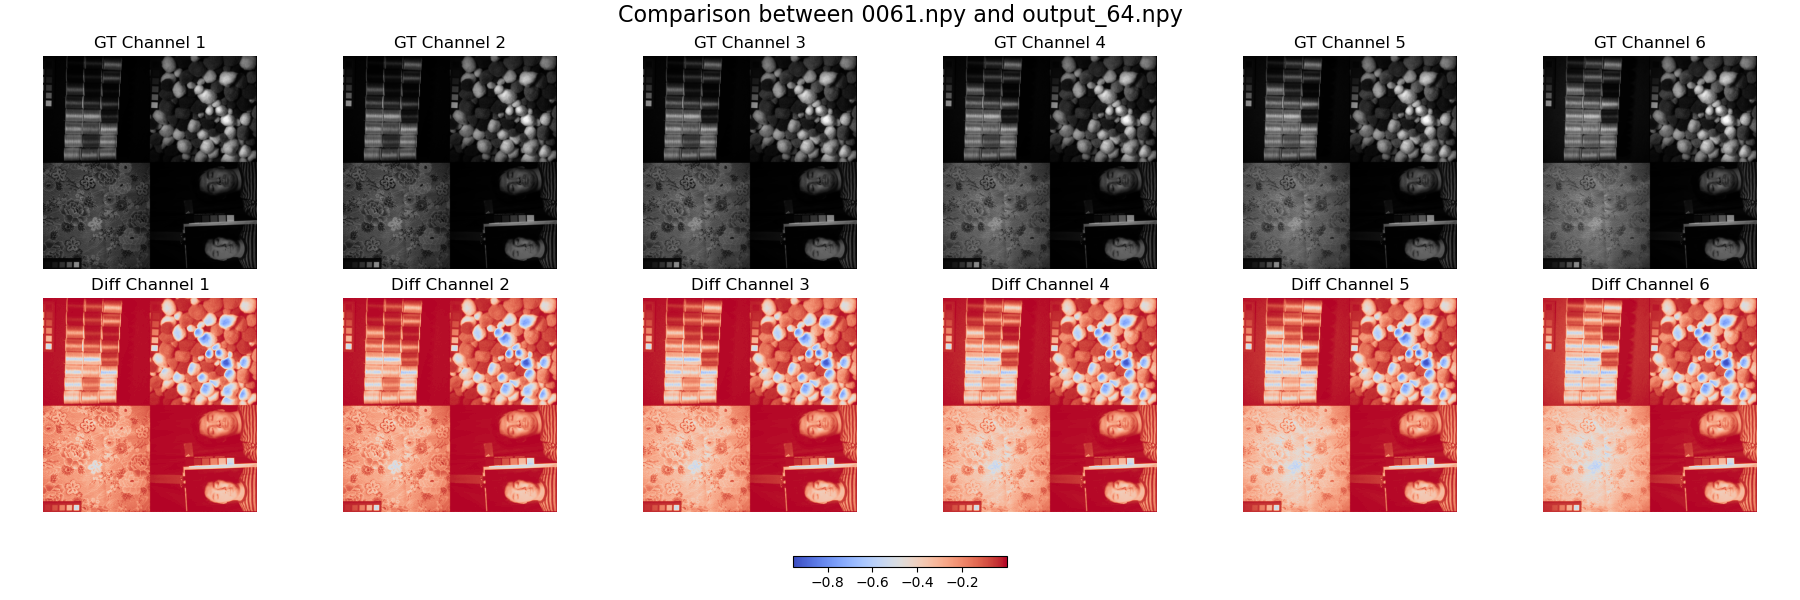 Comparison between 0061.npy and output_64.npy
GT Channel 1
GT Channel 2
GT Channel 3
GT Channel 4
GT Channel 5
GT Channel 6
Diff Channel 1
Diff Channel 2
Diff Channel 3
Diff Channel 4
Diff Channel 5
Diff Channel 6
−0.8 −0.6 −0.4 −0.2